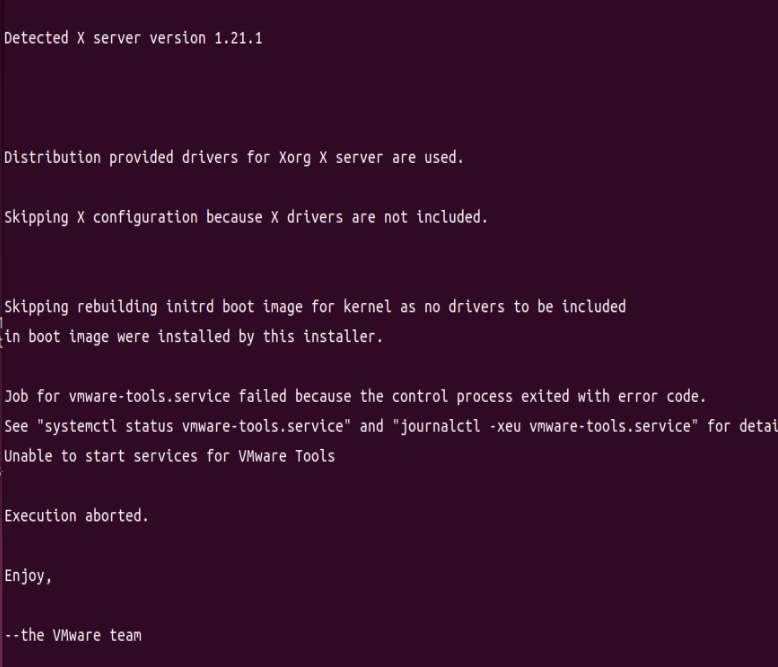 Detected X server version 1.21.1
Distribution provided drivers for Xorg X server are used.
Skipping X configuration because X drivers are not included.
Skipping rebuilding initrd boot image for kernel as no drivers to be included
in boot image were installed by this installer.
Job for vmware-tools.service failed because the control process exited with error code.
See "systemctl status vmware-tools.service" and "journalctl -xeu vmware-tools.service" for detai
Unable to start services for VMware Tools
Execution aborted.
Enjoy,
--the VMware team